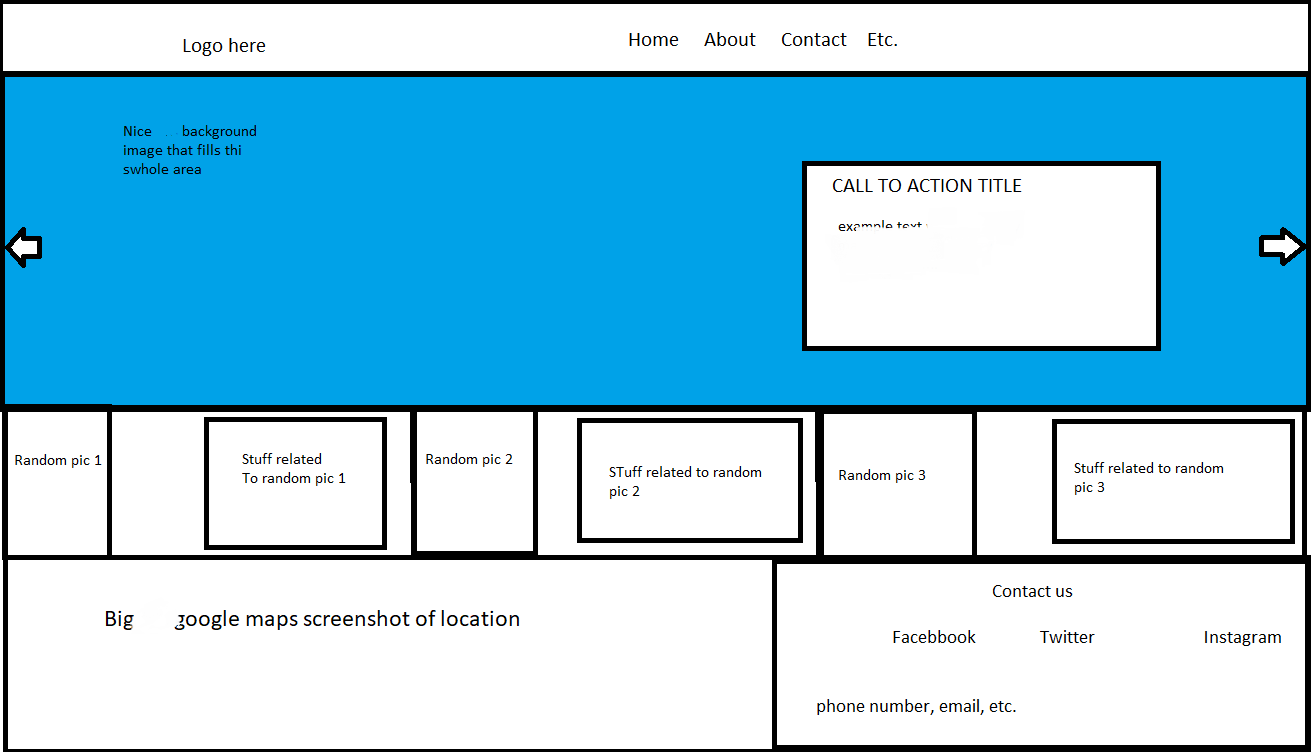 Logo here
Home About Contact Etc.
Nice background
image that fills thi
swhole area
CALL TO ACTION TITLE
example text
Random pic 1
Stuff related
To random pic 1
Random pic 2
STuff related to random
pic 2
Random pic 3
Stuff related to random
pic 3
Big google maps screenshot of location
Contact us
Facebbook Twitter Instagram
phone number, email, etc.